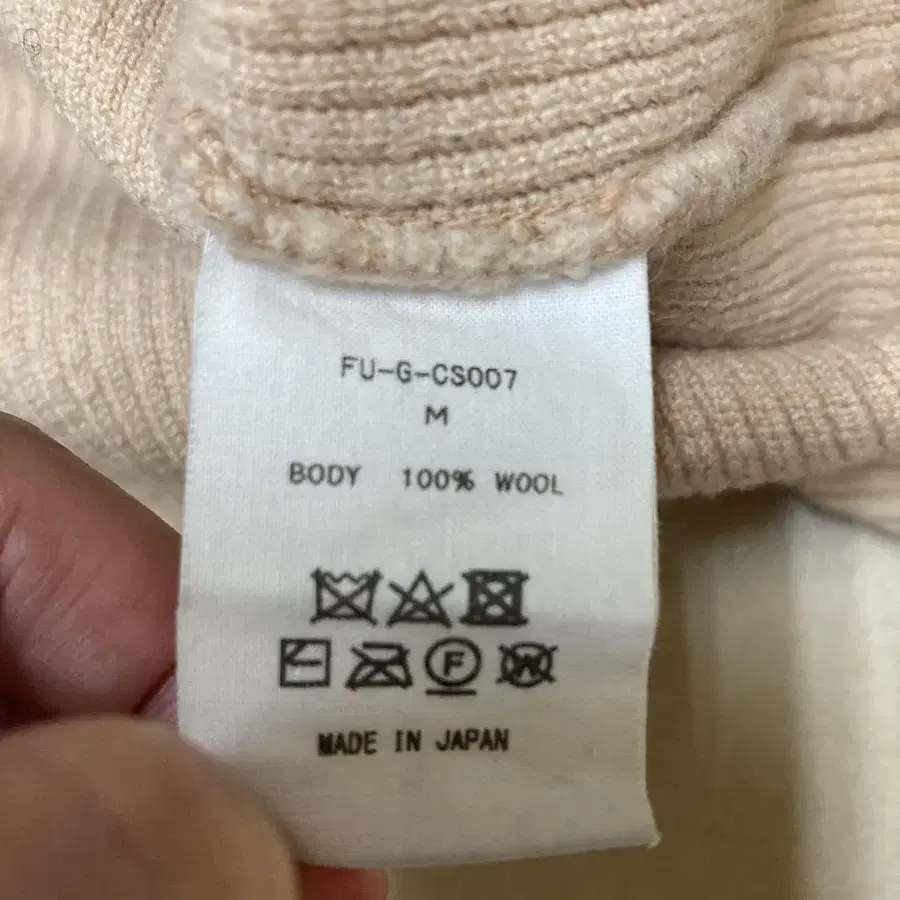 FU-G-CS007
M
BODY 100% WOOL
F W
MADE IN JAPAN